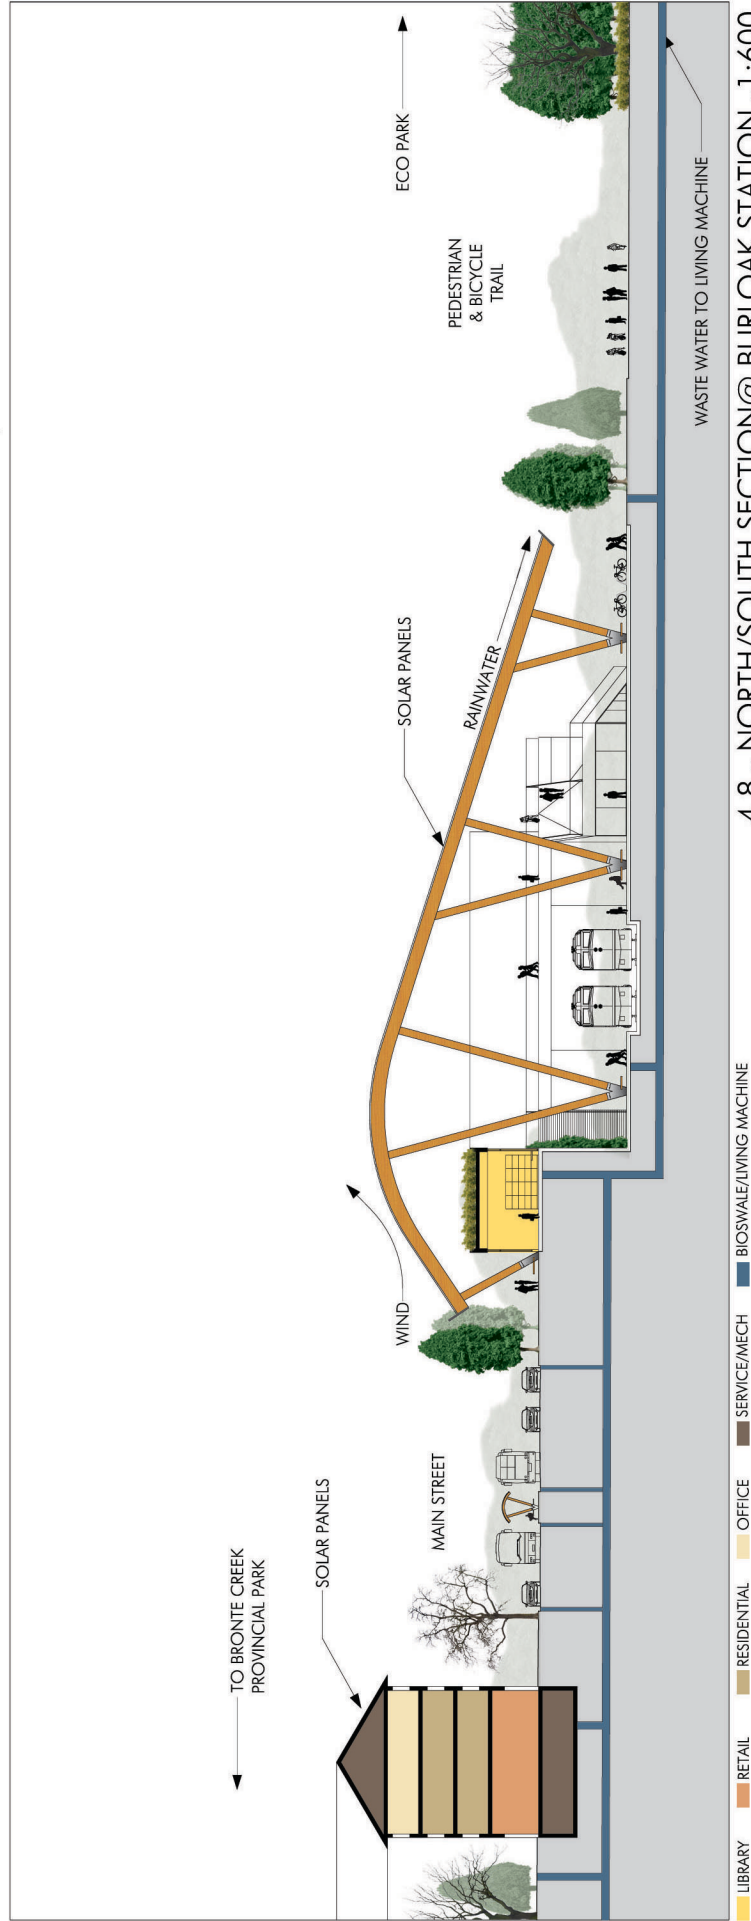 TO BRONTE CREEK
PROVINCIAL PARK
SOLAR PANELS
MAIN STREET
WIND
SOLAR PANELS
RAINWATER
PEDESTRIAN
& BICYCLE
TRAIL
ECO PARK
WASTE WATER TO LIVING MACHINE
LIBRARY
RETAIL
RESIDENTIAL
OFFICE
SERVICE/MECH
BIOSWALE/LIVING MACHINE
4.8 NORTH/SOUTH SECTION@ BURLOAK STATION 1:600